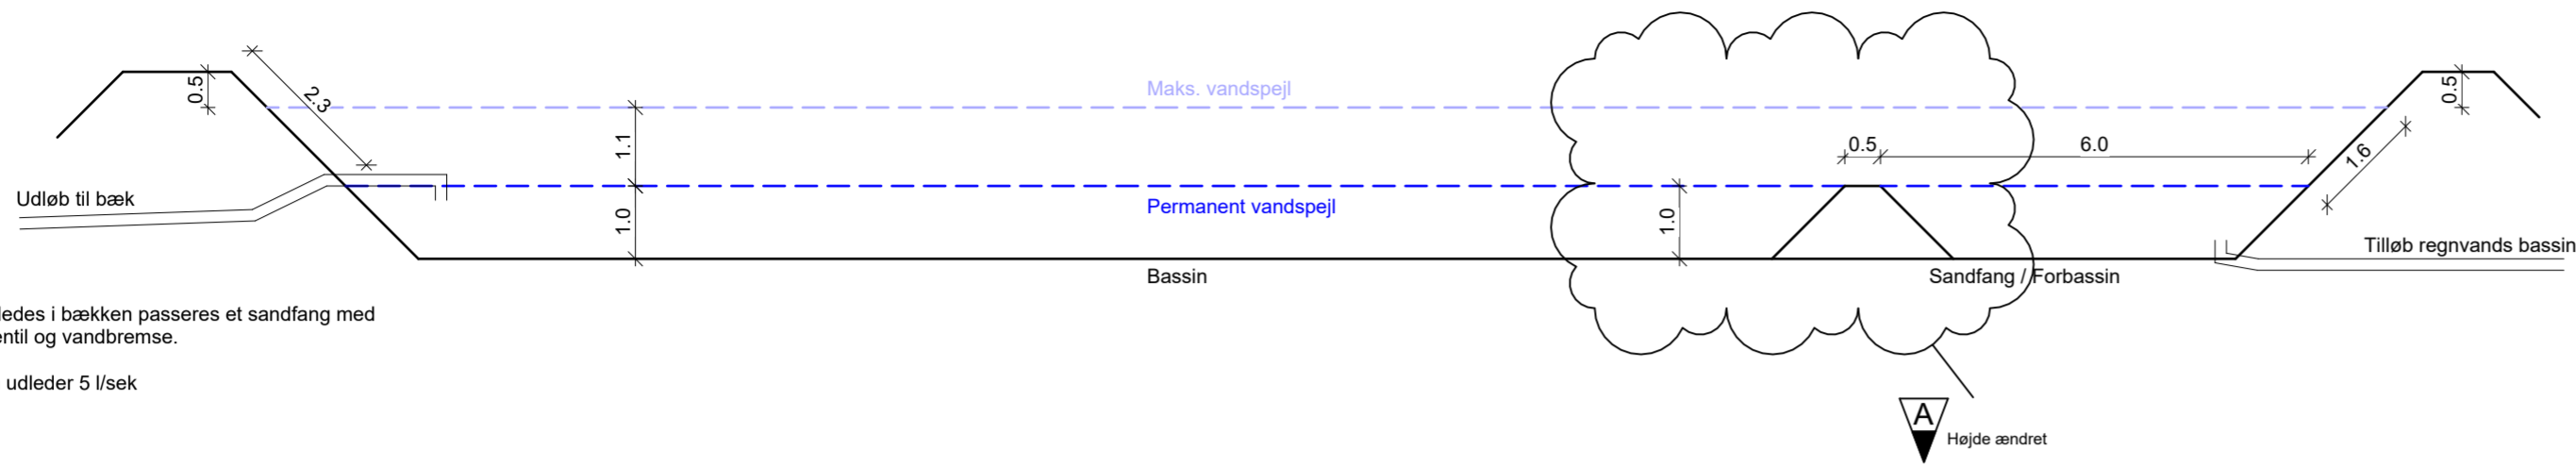 0.5
2.3
Maks. vandspejl
1.1
0.5
6.0
0.5
1.6
Udløb til bæk
Permanent vandspejl
1.0
1.0
Tilløb regnvands bassin
Bassin
Sandfang / Forbassin
ledes i bækken passeres et sandfang med
entil og vandbremse.
udleder 5 l/sek
A
Højde ændret